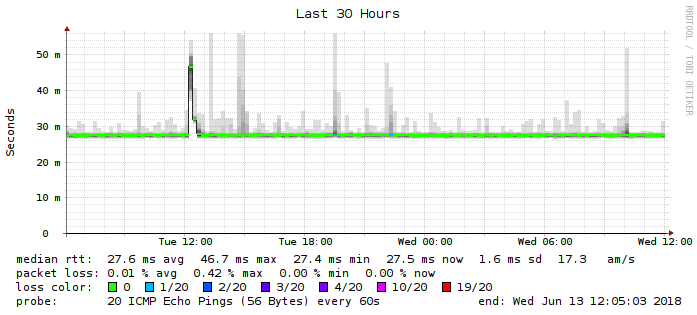 Last 30 Hours
RRDTOOL / TOBI OETIKER
Seconds
50 m
40 m
30 m
20 m
10 m
0
Tue 12:00 Tue 18:00 Wed 00:00 Wed 06:00 Wed 12:00
median rtt: 27.6 ms avg 46.7 ms max 27.4 ms min 27.5 ms now 1.6 ms sd 17.3 am/s
packet loss: 0.01 % avg 0.42 % max 0.00 % min 0.00 % now
loss color: 0 1/20 2/20 3/20 4/20 10/20 19/20
probe: 20 ICMP Echo Pings (56 Bytes) every 60s end: Wed Jun 13 12:05:03 2018